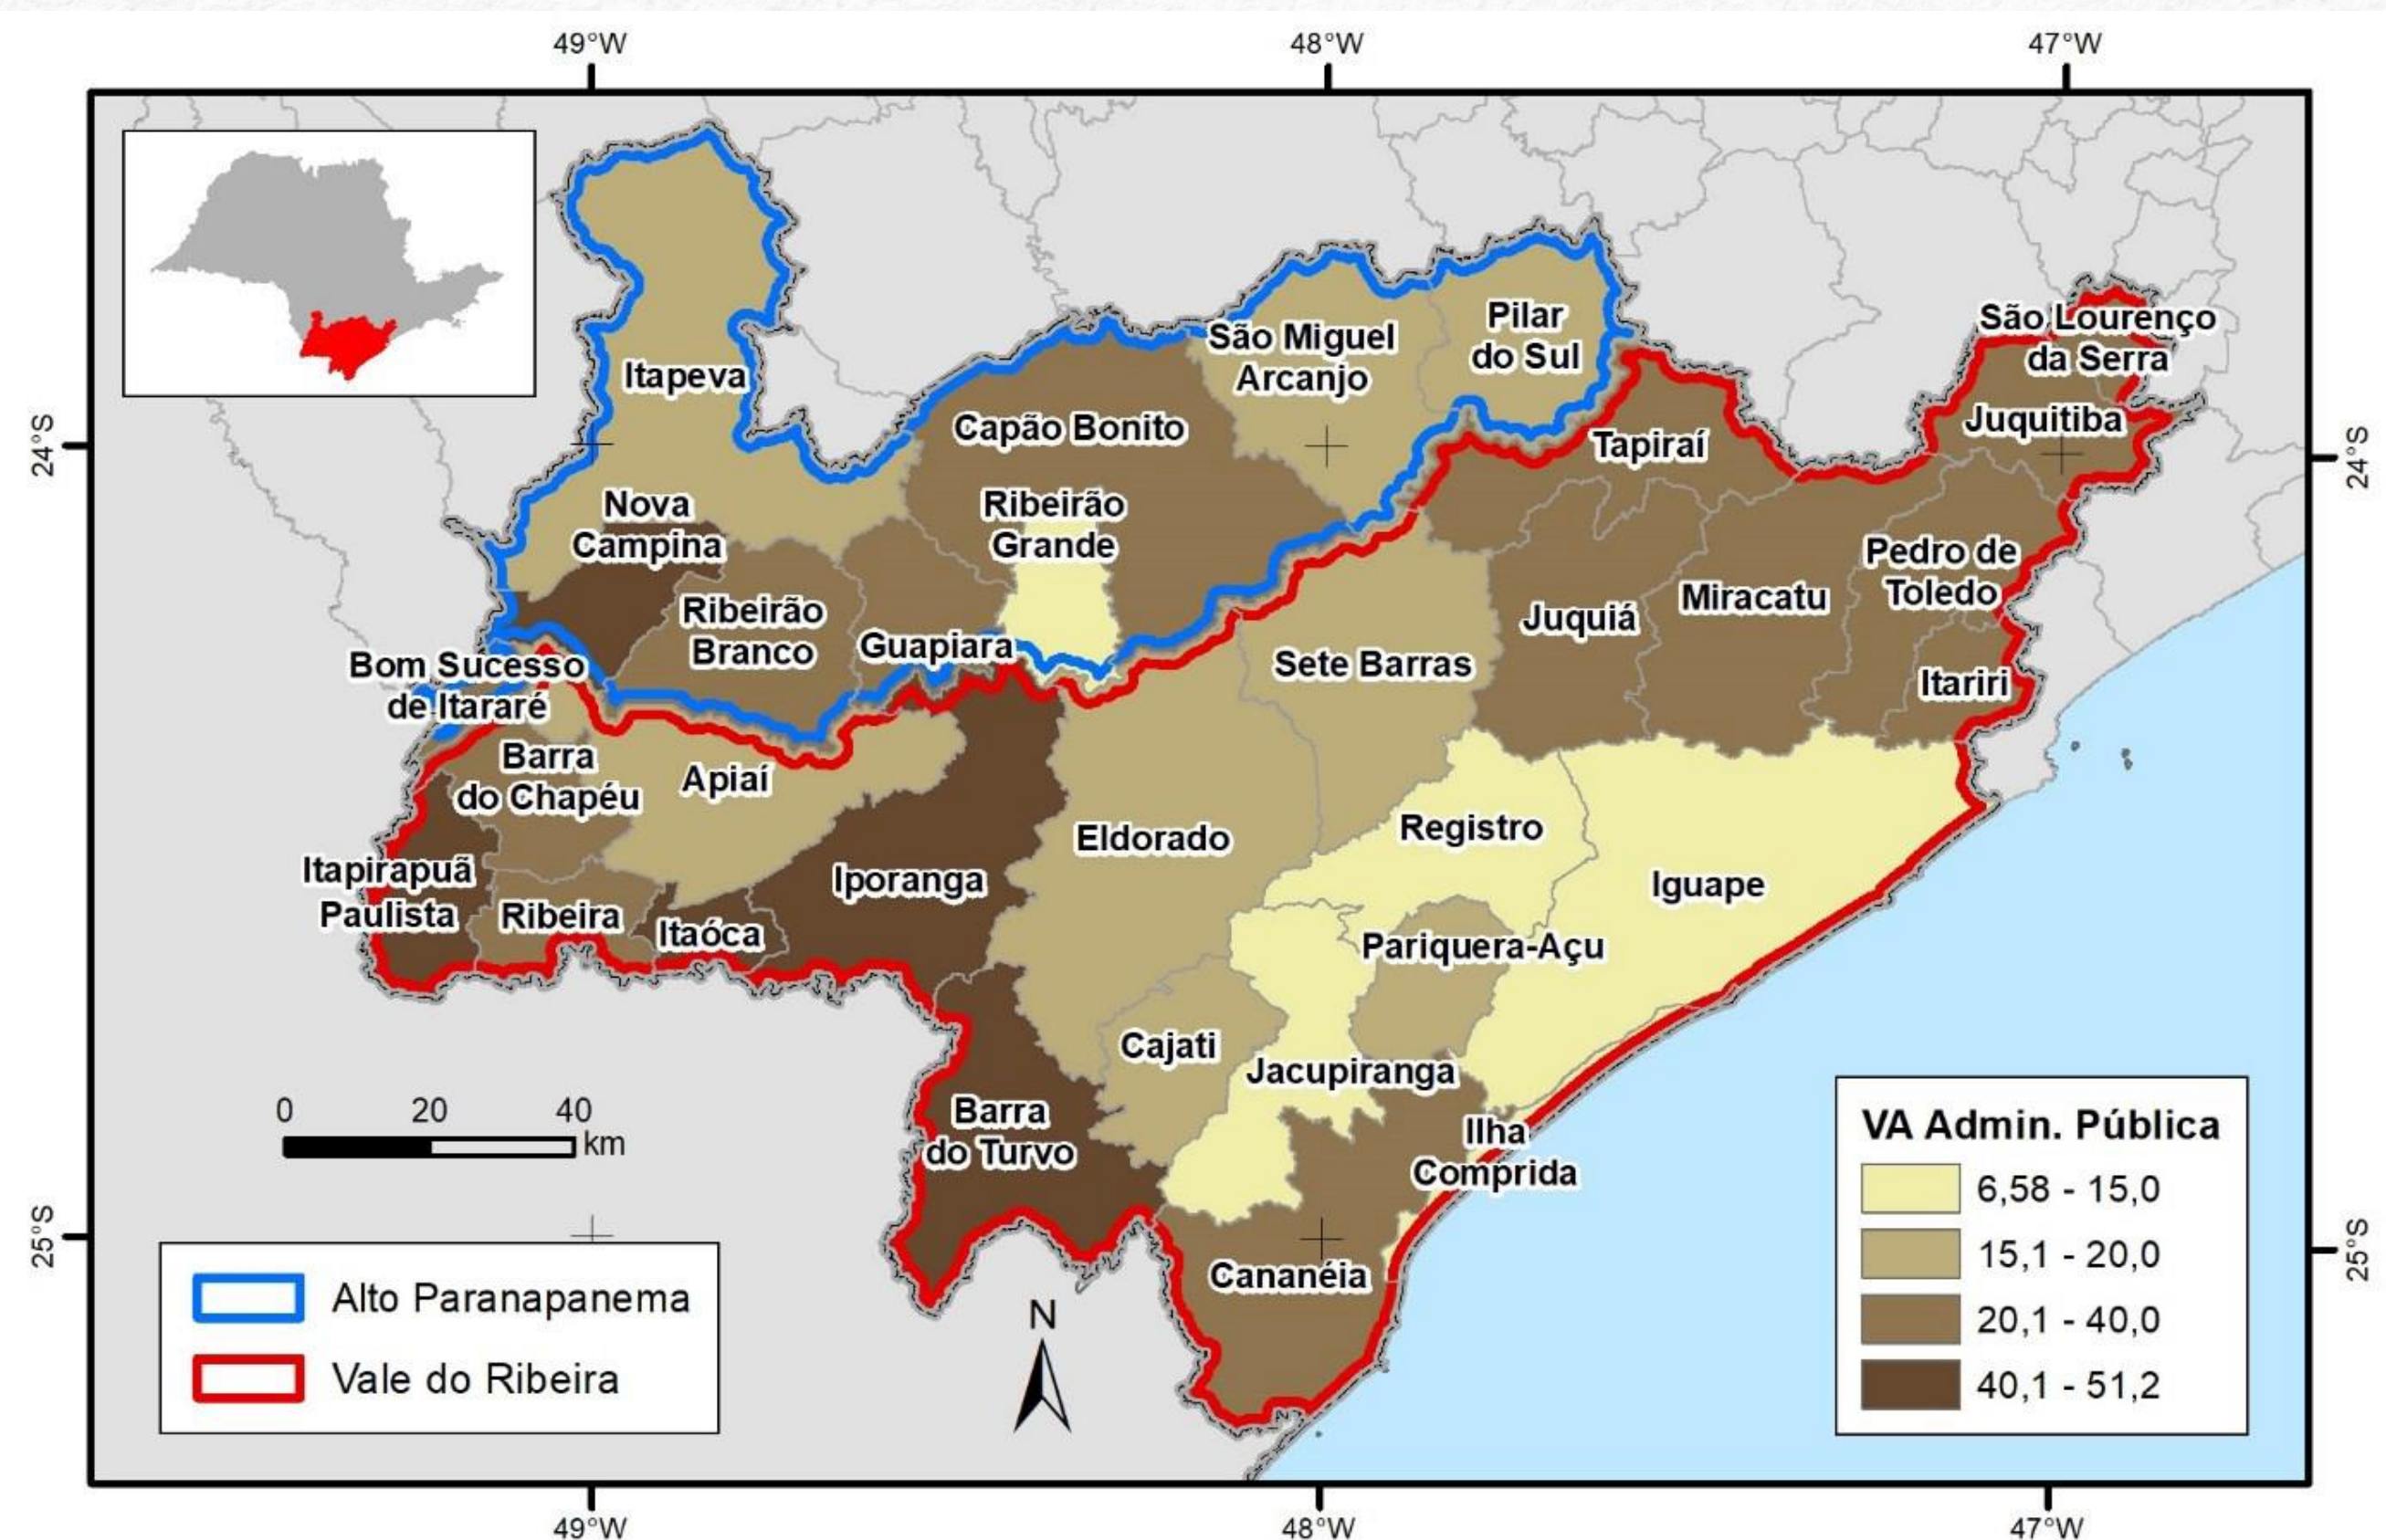 49°W
48°W
47°W
24°S
24°S
25°S
25°S
49°W
48°W
47°W
Itapeva
São Miguel
Arcanjo
Pilar
do Sul
São Lourenço
da Serra
Juquitiba
Capão Bonito
Tapiraí
Nova
Campina
Ribeirão
Grande
Pedro de
Toledo
Ribeirão
Branco
Guapiara
Juquiá
Miracatu
Bom Sucesso
de Itararé
Sete Barras
Itariri
Barra
do Chapéu
Apiaí
Eldorado
Registro
Itapirapuã
Paulista
Ribeira
Itaóca
Iporanga
Iguape
Pariquera-Açu
Cajati
Jacupiranga
Barra
do Turvo
Ilha
Comprida
Cananéia
0 20 40
km
N
Alto Paranapanema
Vale do Ribeira
VA Admin. Pública
6,58 - 15,0
15,1 - 20,0
20,1 - 40,0
40,1 - 51,2